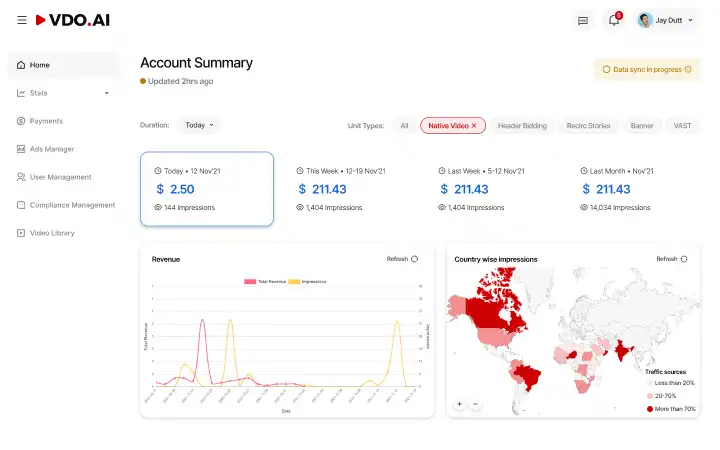 VDO.AI
5
Jay Dutt
Home
Stats
Payments
Ads Manager
User Management
Compliance Management
Video Library
Account Summary
Updated 2hrs ago
Data sync in progress
Duration: Today
Unit Types: All Native Video × Header Bidding Recirc Stories Banner VAST
Today • 12 Nov'21
$ 2.50
144 Impressions
This Week • 12-19 Nov'21
$ 211.43
1,404 Impressions
Last Week • 5-12 Nov'21
$ 211.43
1,404 Impressions
Last Month • Nov'21
$ 211.43
14,034 Impressions
Revenue
Refresh
Total Revenue Impressions
Total Revenue
Impressions
Date
Country wise impressions
Refresh
Traffic sources
Less than 20%
20-70%
More than 70%
+ −